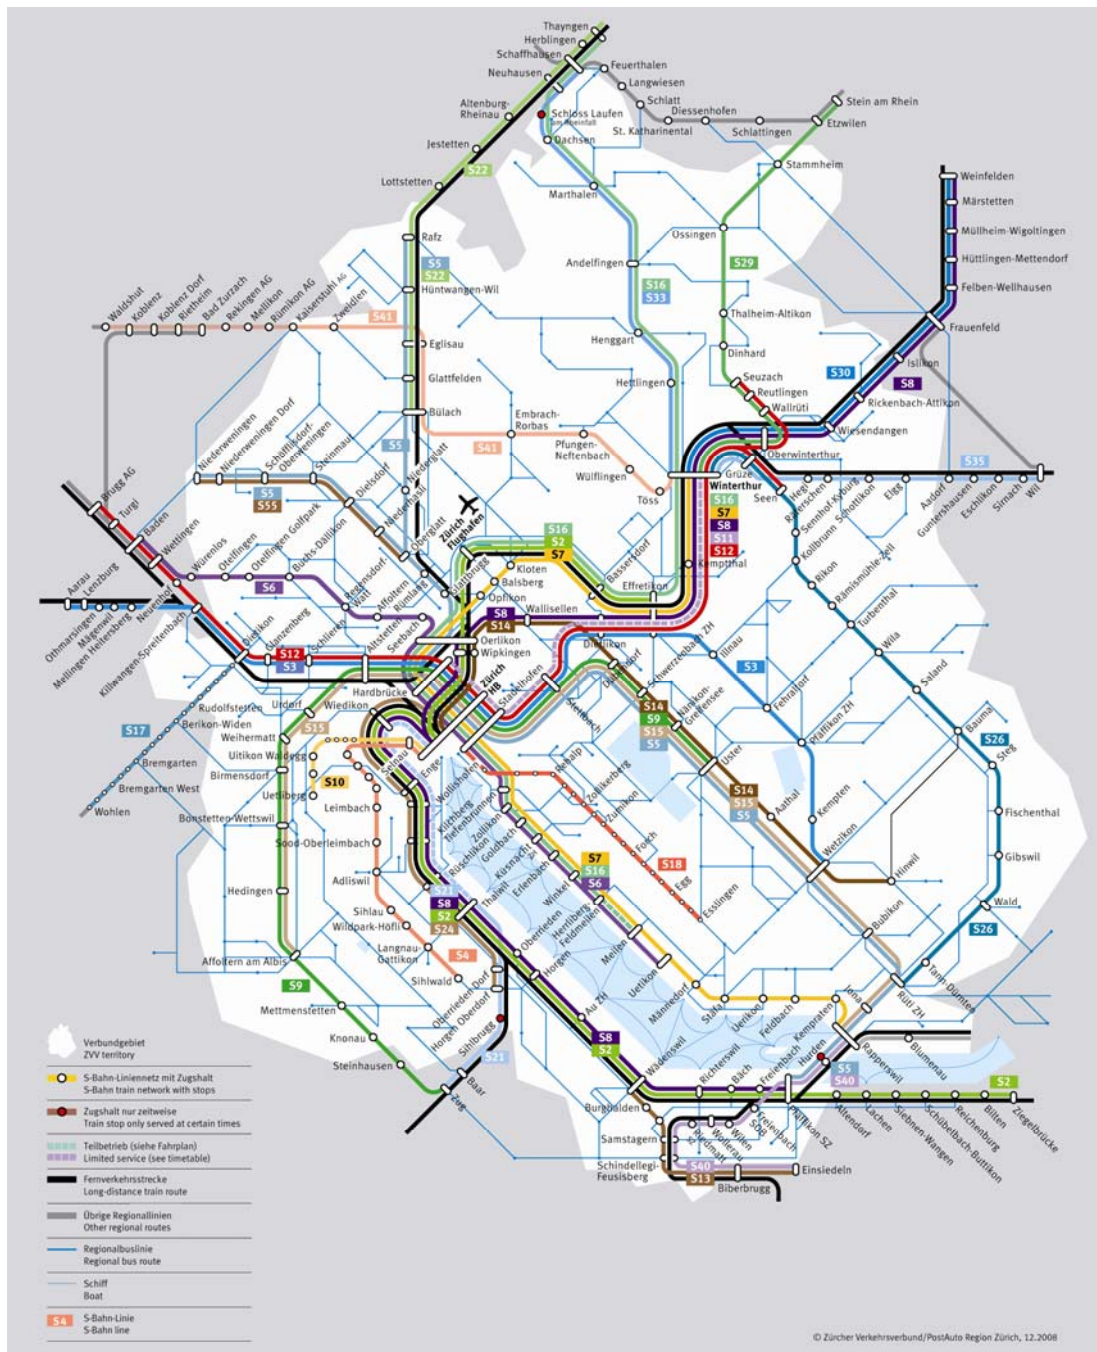 Thayngen
Herblingen
Schaffhausen
Neuhausen
Feuerthalen
Langwiesen
Schlatt
Altenburg-
Rheinau
Schloss Laufen
am Rheinfall
Diessenhofen
Stein am Rhein
St. Katharinental
Schlattingen
Etzwilen
Dachsen
Jestetten
S22
Stammheim
Lottstetten
Marthalen
Weinfelden
Märstetten
Ossingen
Müllheim-Wigoltingen
Rafz
S5
S22
Andelfingen
S29
Hüttlingen-Mettendorf
S16
S33
Hüntwangen-Wil
Felben-Wellhausen
Waldshut
Koblenz
Koblenz Dorf
Rietheim
Bad Zurzach
Rekingen AG
Mellikon
Rümikon AG
Kaiserstuhl AG
Zweidlen
S41
Thalheim-Altikon
Frauenfeld
Eglisau
Henggart
Dinhard
Islikon
S30
S8
Glattfelden
Hettlingen
Seuzach
Reutlingen
Wallrüti
Rickenbach-Attikon
Bülach
Embrach-
Rorbas
Wiesendangen
S5
S41
Pfungen-
Neftenbach
Oberwinterthur
Niederweningen
Niederweningen Dorf
Schöfflisdorf-
Oberweningen
Steinmaur
Niederglatt
Wülflingen
Grüze
S35
Töss
Winterthur
Seen
Hegi
Räterschen
Schottikon
Elgg
Aadorf
Guntershausen
Eschlikon
Sirnach
Wil
S5
S55
Dielsdorf
Niederhasli
Oberglatt
Zürich
Flughafen
S16
S7
S8
S11
S12
Brugg AG
Turgi
Baden
Wettingen
Würenlos
Otelfingen
Otelfingen Golfpark
Buchs-Dällikon
Regensdorf-
Watt
Affoltern
Rümlang
Glattbrugg
S16
S2
S7
Kloten
Balsberg
Opfikon
Bassersdorf
Effretikon
Kemptthal
Sennhof-Kyburg
Kollbrunn
Rikon
Rämismühle-Zell
Turbenthal
S6
Aarau
Lenzburg
Othmarsingen
Mägenwil
Mellingen Heitersberg
Neuenhof
Killwangen-Spreitenbach
Dietikon
Glanzenberg
Schlieren
Altstetten
Seebach
S8
S14
Wallisellen
Oerlikon
Wipkingen
Dietlikon
Dübendorf
Schwerzenbach ZH
Illnau
Wila
S12
S3
S3
Saland
Hardbrücke
Zürich
HB
Stadelhofen
Stettbach
Nänikon-
Greifensee
Fehraltorf
Rudolfstetten
Berikon-Widen
Urdorf
Weihermatt
Wiedikon
S14
S9
S15
S5
Pfäffikon ZH
Bauma
S17
S15
S26
Steg
Uitikon Waldegg
Selnau
Enge
Wollishofen
Rehalp
Zollikerberg
Uster
Bremgarten
Birmensdorf
S10
S14
S15
S5
Bremgarten West
Uetliberg
Leimbach
Kilchberg
Tiefenbrunnen
Zollikon
Zumikon
Aathal
Kempten
Fischenthal
Wohlen
Bonstetten-Wettswil
Sood-Oberleimbach
Rüschlikon
Goldbach
Küsnacht
Forch
Wetzikon
Gibswil
Hedingen
Adliswil
Erlenbach
S7
S16
S6
S18
Egg
Hinwil
S21
S8
S2
S24
Thalwil
Winkel
Esslingen
Wald
Sihlau
Wildpark-Höfli
Herrliberg-
Feldmeilen
Bubikon
S26
Langnau-
Gattikon
Oberrieden
Meilen
Affoltern am Albis
S4
Horgen
Uetikon
Tann-Dürnten
S9
Sihlwald
Oberrieden Dorf
Männedorf
Rüti ZH
Mettmenstetten
Horgen Oberdorf
Au ZH
Stäfa
Uerikon
Feldbach
Kempraten
Jona
Knonau
Sihlbrugg
S8
S2
S21
Rapperswil
Blumenau
Steinhausen
Wädenswil
Richterswil
Bäch
Freienbach
Hurden
S5
S40
S2
Baar
Zug
Burghalden
Pfäffikon SZ
Altendorf
Lachen
Siebnen-Wangen
Schübelbach-Buttikon
Reichenburg
Bilten
Ziegelbrücke
Samstagern
Riedmatt
Wollerau
Wilen
Freienbach
SOB
Schindellegi-
Feusisberg
S40
S13
Einsiedeln
Biberbrugg
Verbundgebiet
ZVV territory
S-Bahn-Liniennetz mit Zugshalt
S-Bahn train network with stops
Zugshalt nur zeitweise
Train stop only served at certain times
Teilbetrieb (siehe Fahrplan)
Limited service (see timetable)
Fernverkehrsstrecke
Long-distance train route
Übrige Regionallinien
Other regional routes
Regionalbuslinie
Regional bus route
Schiff
Boat
S4
S-Bahn-Linie
S-Bahn line
© Zürcher Verkehrsverbund/PostAuto Region Zürich, 12.2008